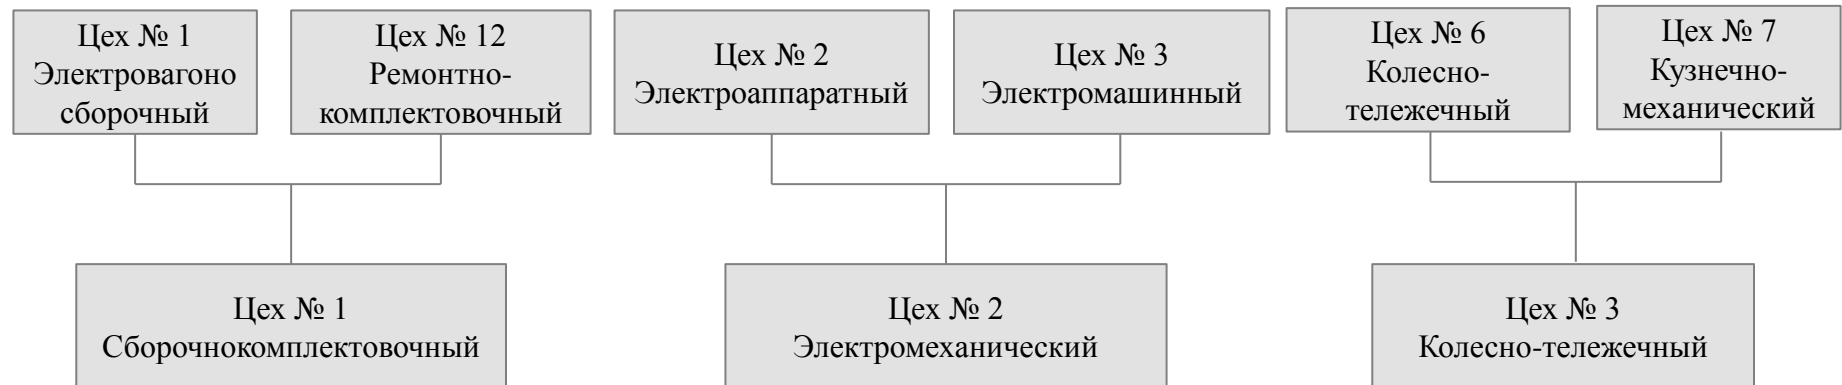 Цех № 1
Электровагоно
сборочный
Цех № 12
Ремонтно-
комплектовочный
Цех № 2
Электроаппаратный
Цех № 3
Электромашинный
Цех № 6
Колесно-
тележечный
Цех № 7
Кузнечно-
механический
Цех № 1
Сборочнокомплектовочный
Цех № 2
Электромеханический
Цех № 3
Колесно-тележечный